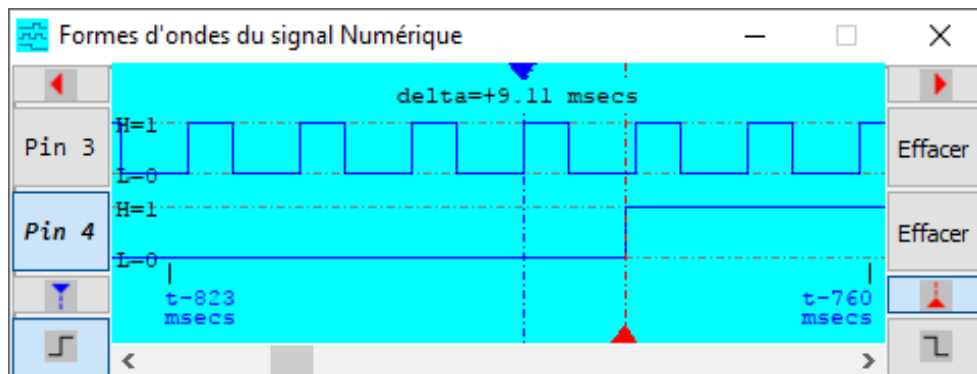 Formes d'ondes du signal Numérique
delta=+9.11 msecs
Pin 3
H=1
L=0
Effacer
Pin 4
H=1
L=0
Effacer
t-823
msecs
t-760
msecs